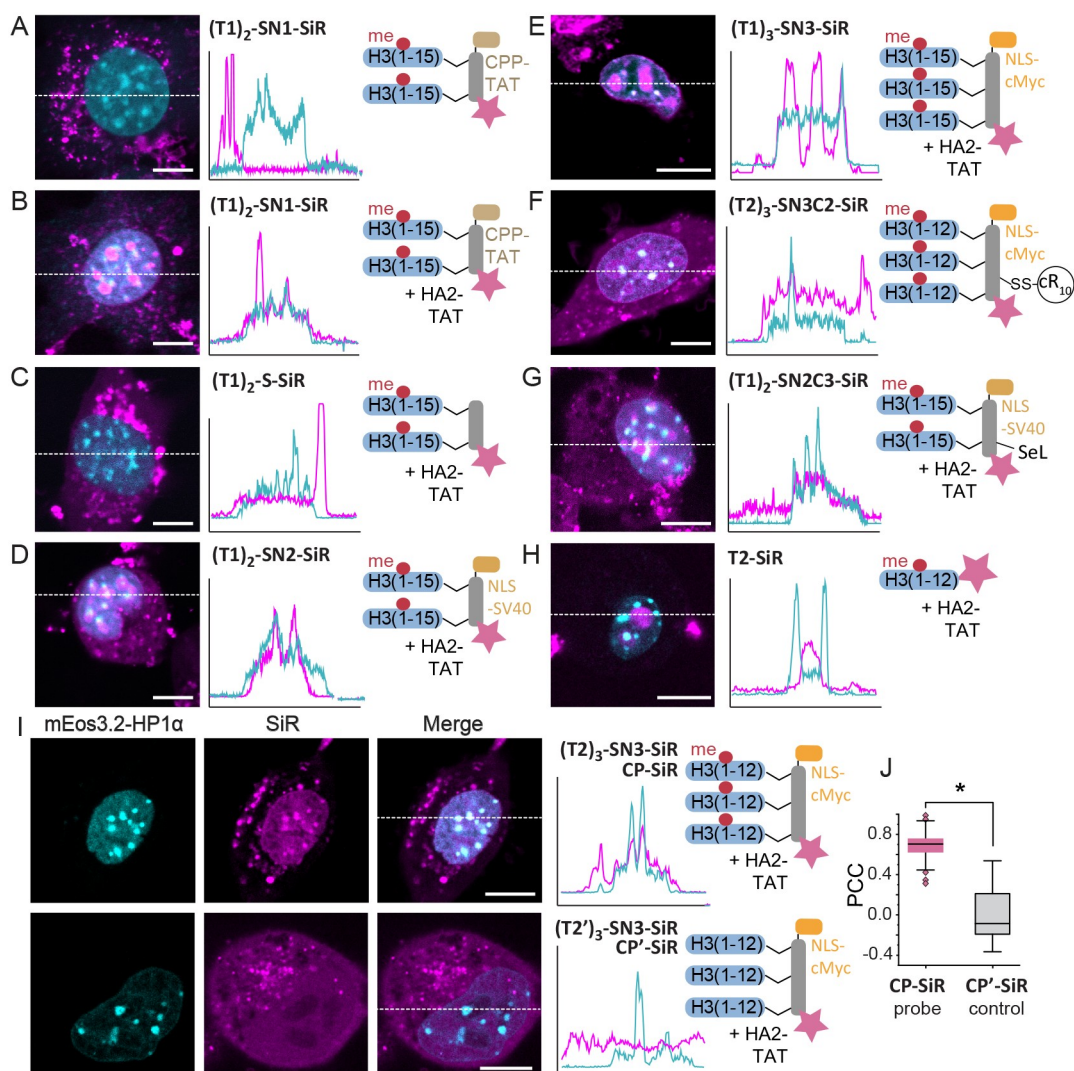 A
(T1)₂-SN1-SiR
me
H3(1-15)
H3(1-15)
CPP-
TAT
B
(T1)₂-SN1-SiR
me
H3(1-15)
H3(1-15)
CPP-
TAT
+ HA2-
TAT
C
(T1)₂-S-SiR
me
H3(1-15)
H3(1-15)
+ HA2-
TAT
D
(T1)₂-SN2-SiR
me
H3(1-15)
H3(1-15)
NLS
-SV40
+ HA2-
TAT
E
(T1)₃-SN3-SiR
me
H3(1-15)
H3(1-15)
H3(1-15)
NLS-
cMyc
+ HA2-
TAT
F
(T2)₃-SN3C2-SiR
me
H3(1-12)
H3(1-12)
H3(1-12)
NLS-
cMyc
SS-cR₁₀
G
(T1)₂-SN2C3-SiR
me
H3(1-15)
H3(1-15)
NLS
-SV40
SeL
+ HA2-
TAT
H
T2-SiR
me
H3(1-12)
+ HA2-
TAT
I
mEos3.2-HP1α
SiR
Merge
(T2)₃-SN3-SiR
CP-SiR
me
H3(1-12)
H3(1-12)
H3(1-12)
NLS-
cMyc
+ HA2-
TAT
(T2')₃-SN3-SiR
CP'-SiR
H3(1-12)
H3(1-12)
H3(1-12)
NLS-
cMyc
+ HA2-
TAT
J
*
PCC
0.8
0.4
0.0
-0.4
CP-SiR
probe
CP'-SiR
control